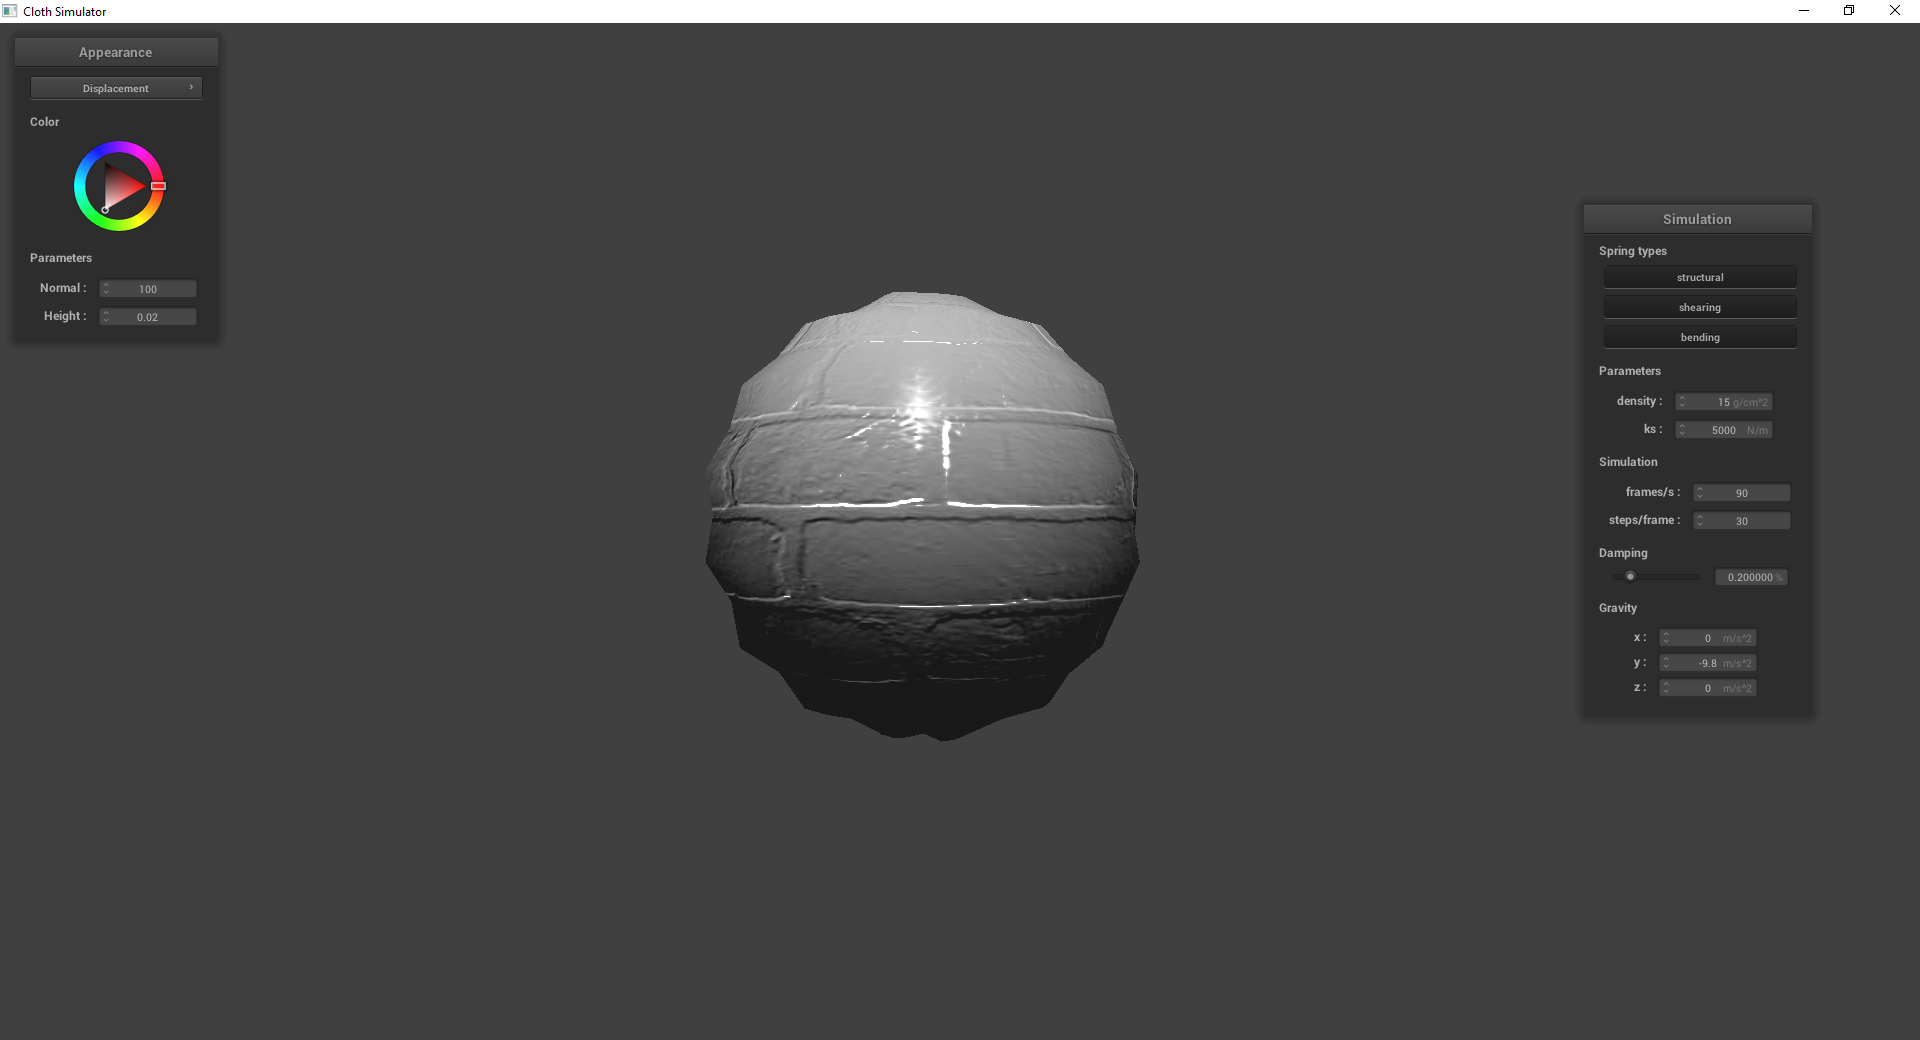 Cloth Simulator
Appearance
Displacement
Color
Parameters
Normal : 100
Height : 0.02
Simulation
Spring types
structural
shearing
bending
Parameters
density : 15 g/cm^2
ks : 5000 N/m
Simulation
frames/s : 90
steps/frame : 30
Damping
0.200000 %
Gravity
x : 0 m/s^2
y : -9.8 m/s^2
z : 0 m/s^2